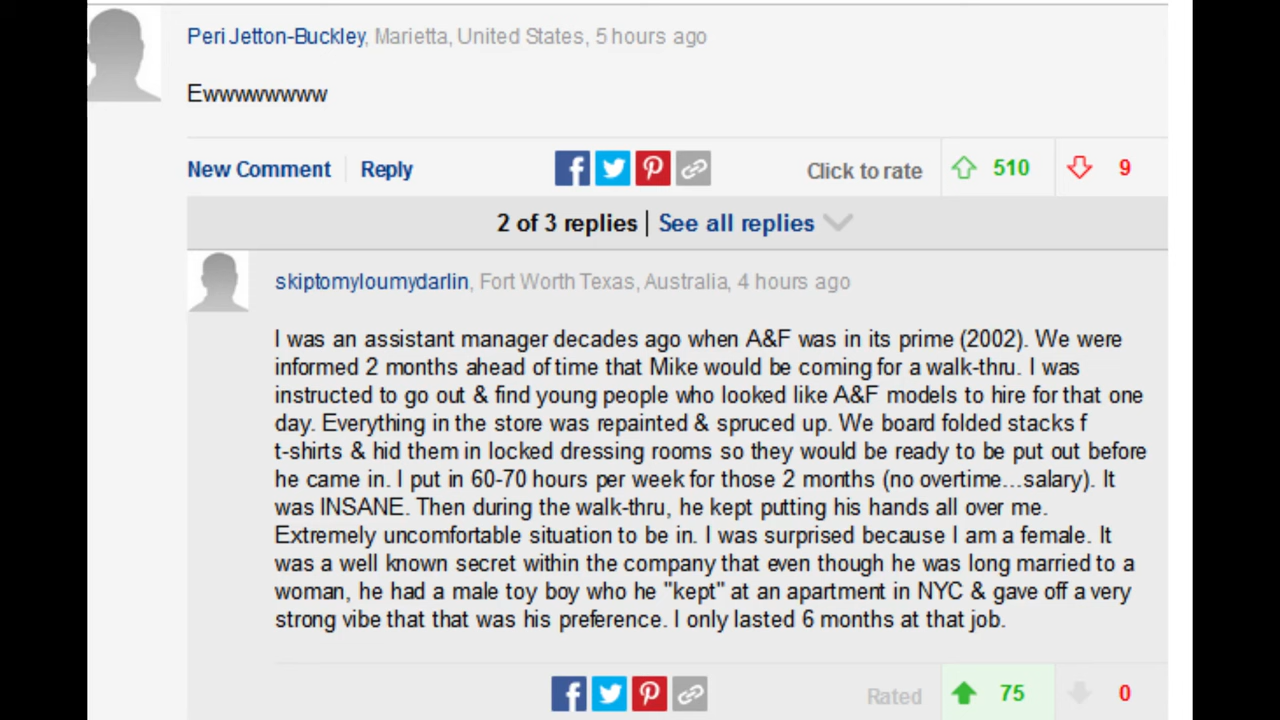 Peri Jetton-Buckley, Marietta, United States, 5 hours ago
Ewwwwwwww
New Comment | Reply
Click to rate 510 9
2 of 3 replies | See all replies
skiptomyloumydarlin, Fort Worth Texas, Australia, 4 hours ago
I was an assistant manager decades ago when A&F was in its prime (2002). We were
informed 2 months ahead of time that Mike would be coming for a walk-thru. I was
instructed to go out & find young people who looked like A&F models to hire for that one
day. Everything in the store was repainted & spruced up. We board folded stacks f
t-shirts & hid them in locked dressing rooms so they would be ready to be put out before
he came in. I put in 60-70 hours per week for those 2 months (no overtime...salary). It
was INSANE. Then during the walk-thru, he kept putting his hands all over me.
Extremely uncomfortable situation to be in. I was surprised because I am a female. It
was a well known secret within the company that even though he was long married to a
woman, he had a male toy boy who he "kept" at an apartment in NYC & gave off a very
strong vibe that that was his preference. I only lasted 6 months at that job.
Rated 75 0